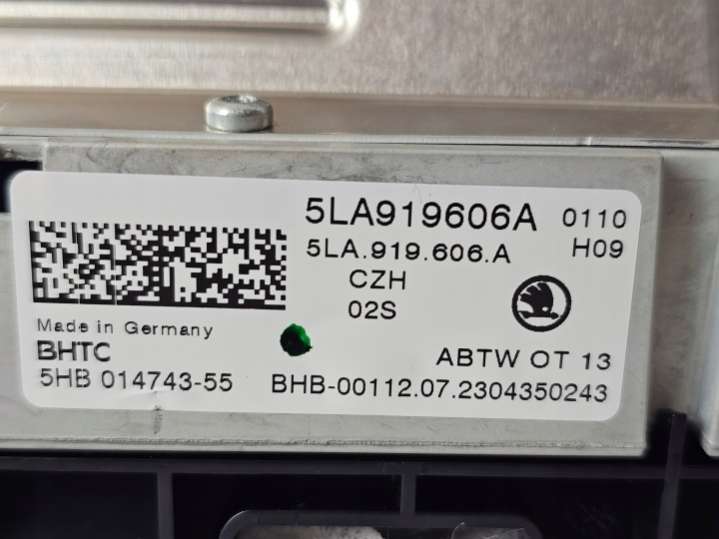 5LA919606A 0110
5LA.919.606.A H09
CZH
02S
Made in Germany
BHTC
ABTW OT 13
5HB 014743-55 BHB-00112.07.2304350243